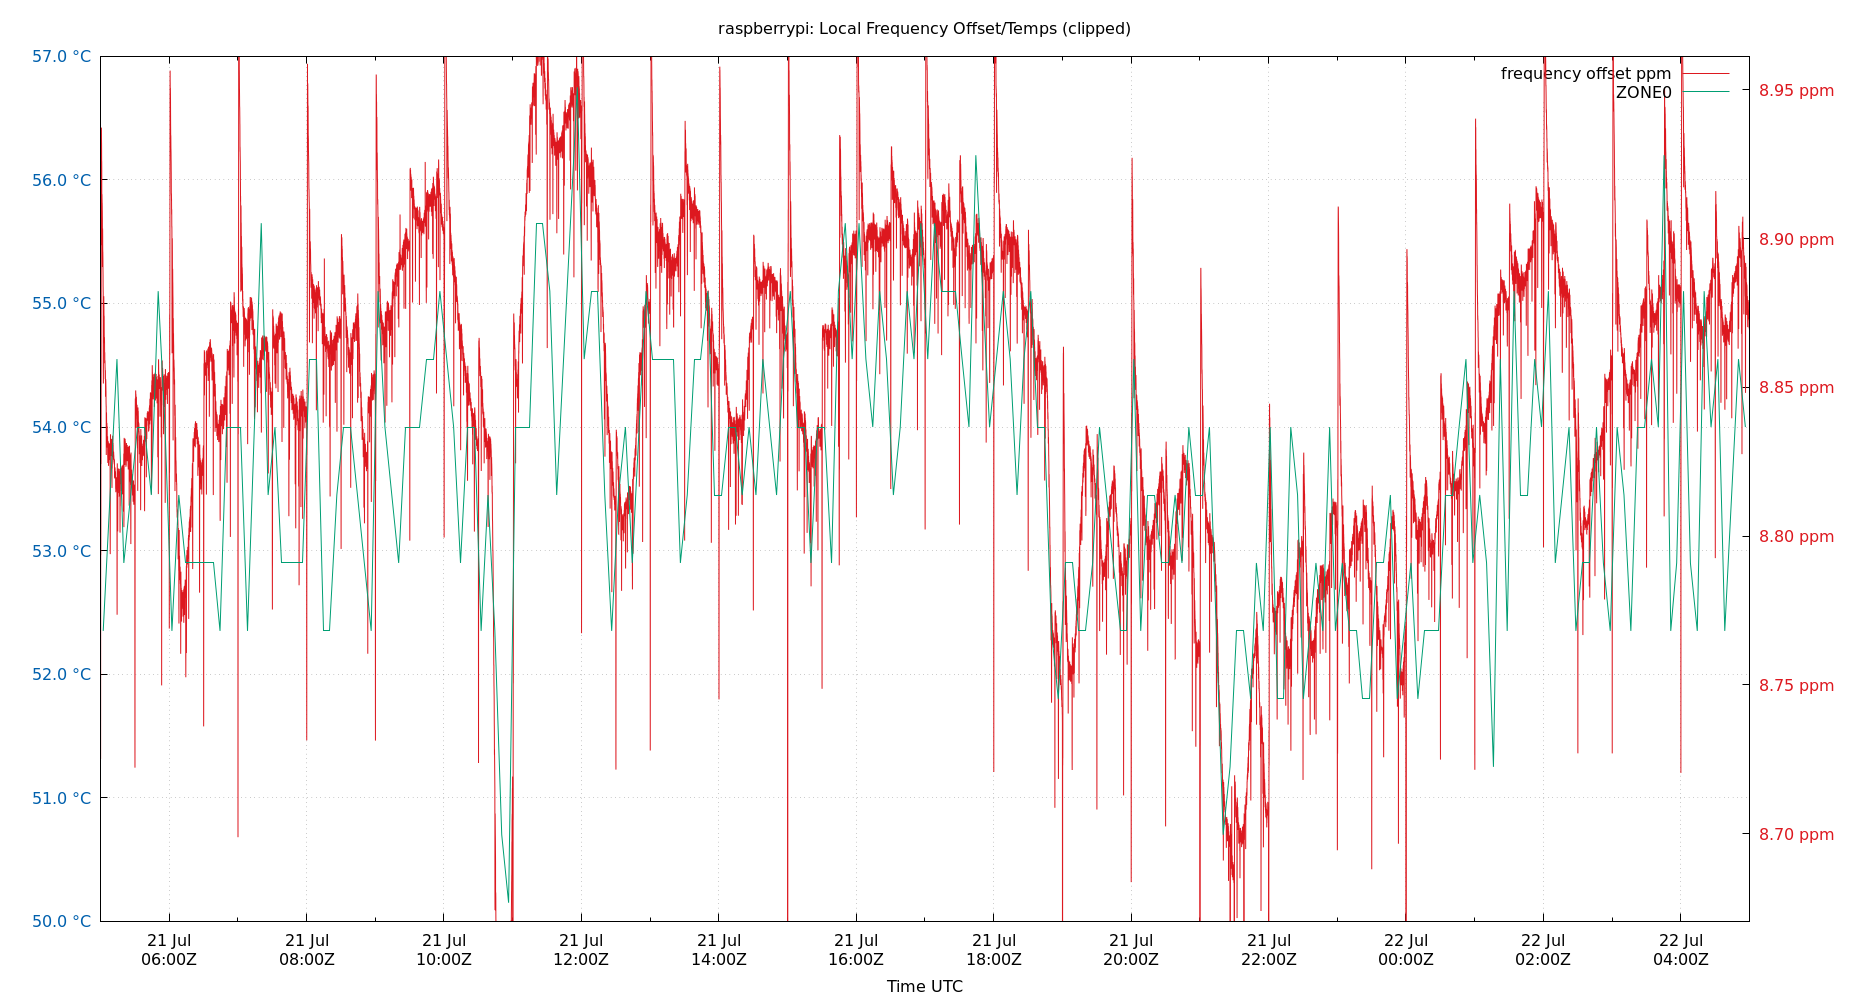 raspberrypi: Local Frequency Offset/Temps (clipped)
57.0 °C
56.0 °C
55.0 °C
54.0 °C
53.0 °C
52.0 °C
51.0 °C
50.0 °C
frequency offset ppm
ZONE0
8.95 ppm
8.90 ppm
8.85 ppm
8.80 ppm
8.75 ppm
8.70 ppm
21 Jul
06:00Z
21 Jul
08:00Z
21 Jul
10:00Z
21 Jul
12:00Z
21 Jul
14:00Z
21 Jul
16:00Z
21 Jul
18:00Z
21 Jul
20:00Z
21 Jul
22:00Z
22 Jul
00:00Z
22 Jul
02:00Z
22 Jul
04:00Z
Time UTC